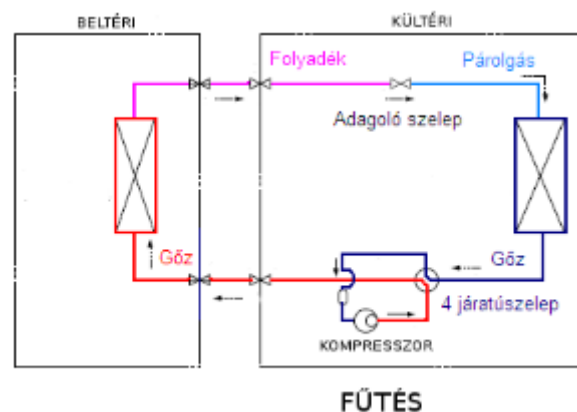 BELTÉRI
KÜLTÉRI
Folyadék
Párolgás
Adagoló szelep
Gőz
Gőz
4 járatúszelep
KOMPRESSZOR
FŰTÉS